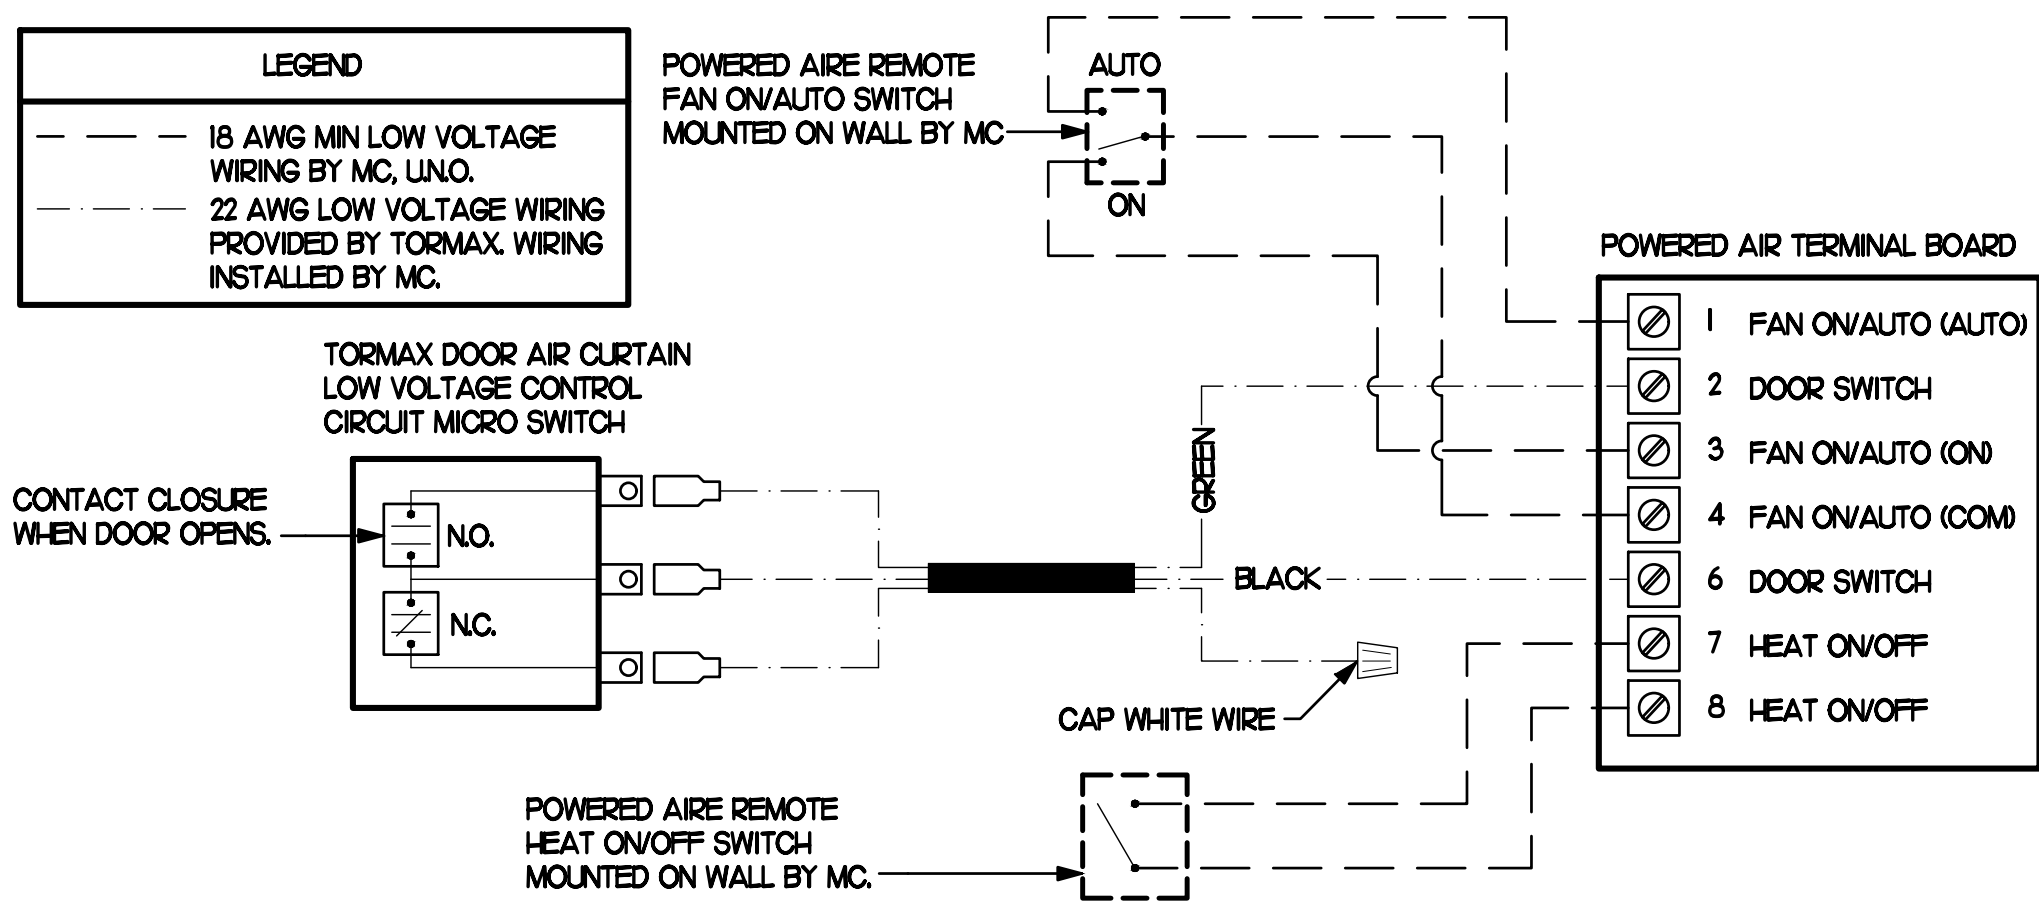 LEGEND
18 AWG MIN LOW VOLTAGE
WIRING BY MC, U.N.O.
22 AWG LOW VOLTAGE WIRING
PROVIDED BY TORMAX. WIRING
INSTALLED BY MC.
POWERED AIRE REMOTE
FAN ON/AUTO SWITCH
MOUNTED ON WALL BY MC
AUTO
ON
POWERED AIR TERMINAL BOARD
1 FAN ON/AUTO (AUTO)
2 DOOR SWITCH
3 FAN ON/AUTO (ON)
4 FAN ON/AUTO (COM)
6 DOOR SWITCH
7 HEAT ON/OFF
8 HEAT ON/OFF
TORMAX DOOR AIR CURTAIN
LOW VOLTAGE CONTROL
CIRCUIT MICRO SWITCH
CONTACT CLOSURE
WHEN DOOR OPENS.
N.O.
N.C.
GREEN
BLACK
CAP WHITE WIRE
POWERED AIRE REMOTE
HEAT ON/OFF SWITCH
MOUNTED ON WALL BY MC.